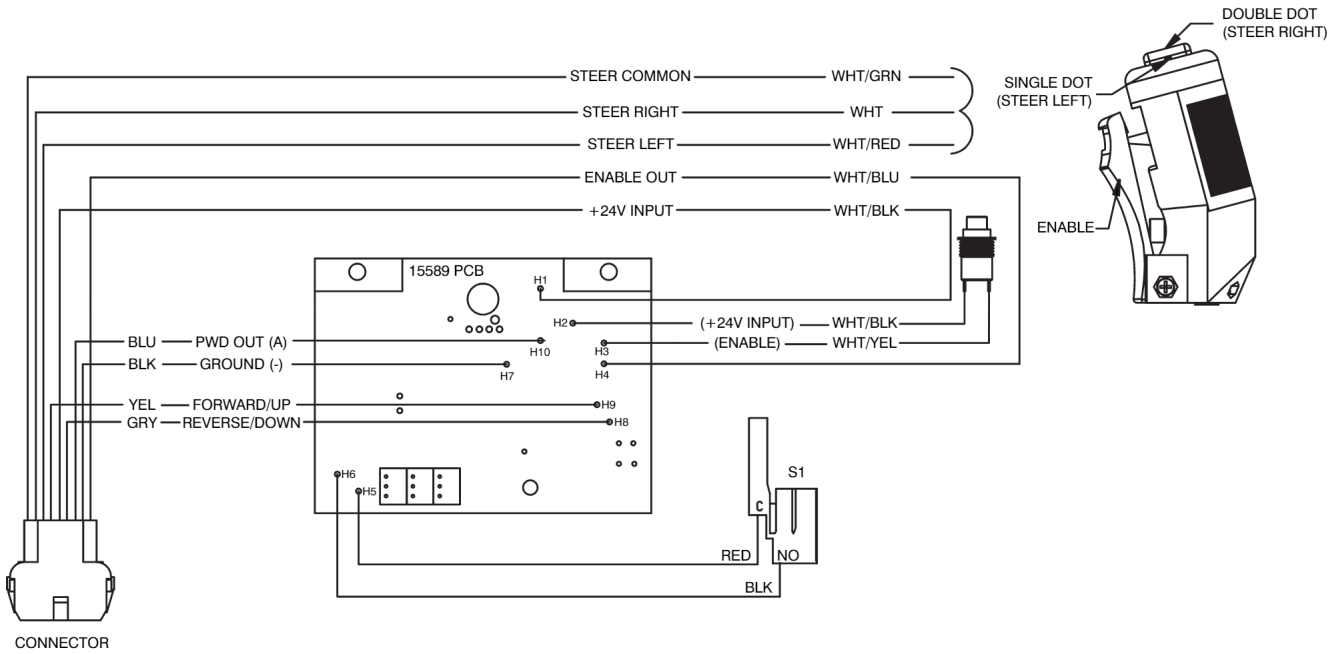 DOUBLE DOT
(STEER RIGHT)
SINGLE DOT
(STEER LEFT)
ENABLE
STEER COMMON WHT/GRN
STEER RIGHT WHT
STEER LEFT WHT/RED
ENABLE OUT WHT/BLU
+24V INPUT WHT/BLK
15589 PCB
H1
H2 (+24V INPUT) WHT/BLK
H3 (ENABLE) WHT/YEL
H4
BLU PWD OUT (A) H10
BLK GROUND (-) H7
YEL FORWARD/UP H9
GRY REVERSE/DOWN H8
H6
H5
S1
C
NO
RED
BLK
CONNECTOR